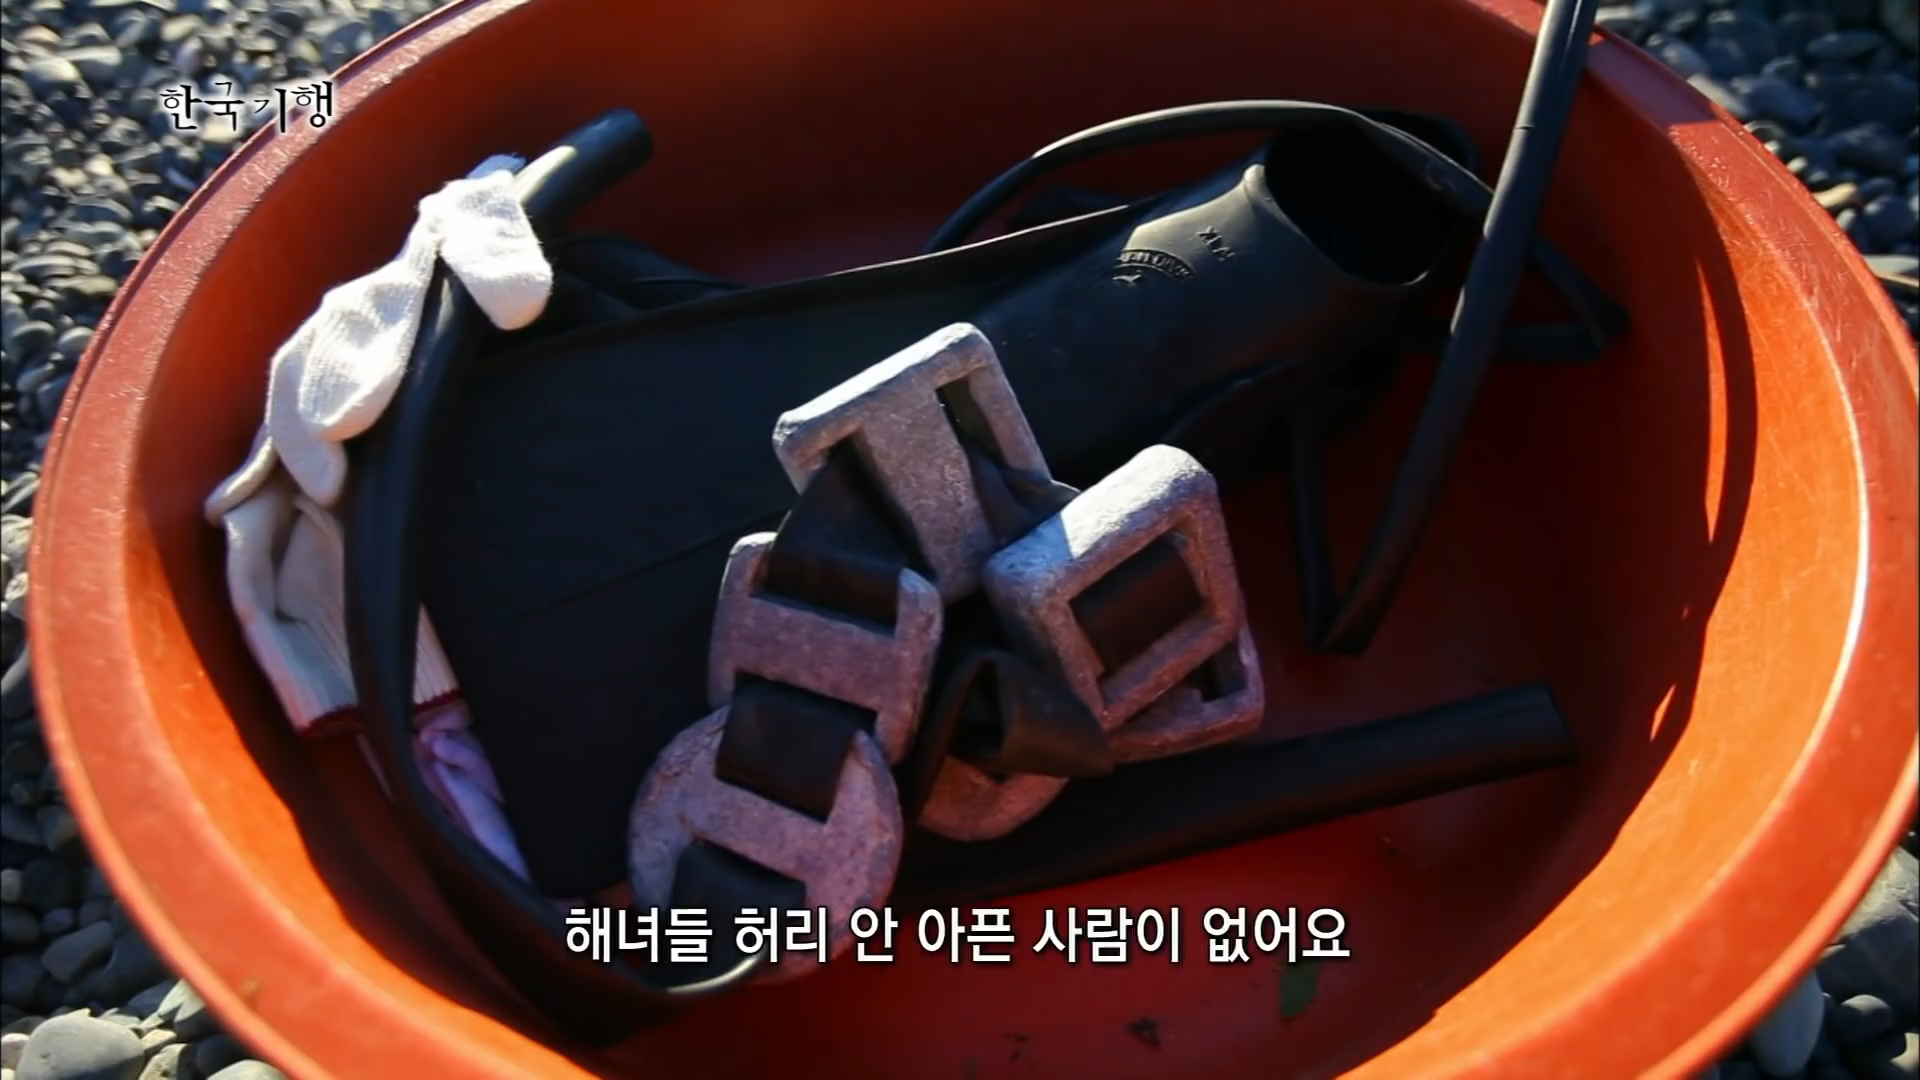 한국기행
해녀들 허리 안 아픈 사람이 없어요